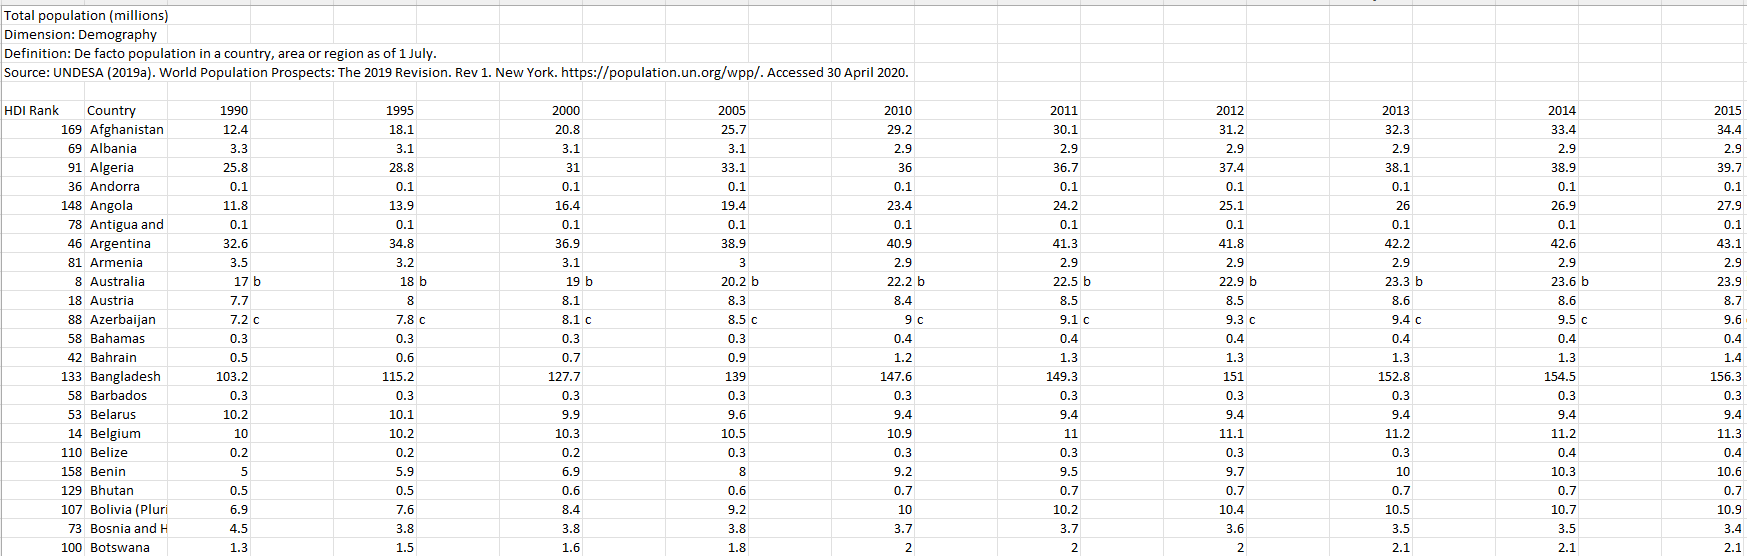 Total population (millions)
Dimension: Demography
Definition: De facto population in a country, area or region as of 1 July.
Source: UNDESA (2019a). World Population Prospects: The 2019 Revision. Rev 1. New York. https://population.un.org/wpp/. Accessed 30 April 2020.
HDI Rank Country 1990 1995 2000 2005 2010 2011 2012 2013 2014 2015
169 Afghanistan 12.4 18.1 20.8 25.7 29.2 30.1 31.2 32.3 33.4 34.4
69 Albania 3.3 3.1 3.1 3.1 2.9 2.9 2.9 2.9 2.9 2.9
91 Algeria 25.8 28.8 31 33.1 36 36.7 37.4 38.1 38.9 39.7
36 Andorra 0.1 0.1 0.1 0.1 0.1 0.1 0.1 0.1 0.1 0.1
148 Angola 11.8 13.9 16.4 19.4 23.4 24.2 25.1 26 26.9 27.9
78 Antigua and 0.1 0.1 0.1 0.1 0.1 0.1 0.1 0.1 0.1 0.1
46 Argentina 32.6 34.8 36.9 38.9 40.9 41.3 41.8 42.2 42.6 43.1
81 Armenia 3.5 3.2 3.1 3 2.9 2.9 2.9 2.9 2.9 2.9
8 Australia 17 b 18 b 19 b 20.2 b 22.2 b 22.5 b 22.9 b 23.3 b 23.6 b 23.9
18 Austria 7.7 8 8.1 8.3 8.4 8.5 8.5 8.6 8.6 8.7
88 Azerbaijan 7.2 c 7.8 c 8.1 c 8.5 c 9 c 9.1 c 9.3 c 9.4 c 9.5 c 9.6
58 Bahamas 0.3 0.3 0.3 0.3 0.4 0.4 0.4 0.4 0.4 0.4
42 Bahrain 0.5 0.6 0.7 0.9 1.2 1.3 1.3 1.3 1.3 1.4
133 Bangladesh 103.2 115.2 127.7 139 147.6 149.3 151 152.8 154.5 156.3
58 Barbados 0.3 0.3 0.3 0.3 0.3 0.3 0.3 0.3 0.3 0.3
53 Belarus 10.2 10.1 9.9 9.6 9.4 9.4 9.4 9.4 9.4 9.4
14 Belgium 10 10.2 10.3 10.5 10.9 11 11.1 11.2 11.2 11.3
110 Belize 0.2 0.2 0.2 0.3 0.3 0.3 0.3 0.3 0.4 0.4
158 Benin 5 5.9 6.9 8 9.2 9.5 9.7 10 10.3 10.6
129 Bhutan 0.5 0.5 0.6 0.6 0.7 0.7 0.7 0.7 0.7 0.7
107 Bolivia (Pluri 6.9 7.6 8.4 9.2 10 10.2 10.4 10.5 10.7 10.9
73 Bosnia and H 4.5 3.8 3.8 3.8 3.7 3.7 3.6 3.5 3.5 3.4
100 Botswana 1.3 1.5 1.6 1.8 2 2 2 2.1 2.1 2.1